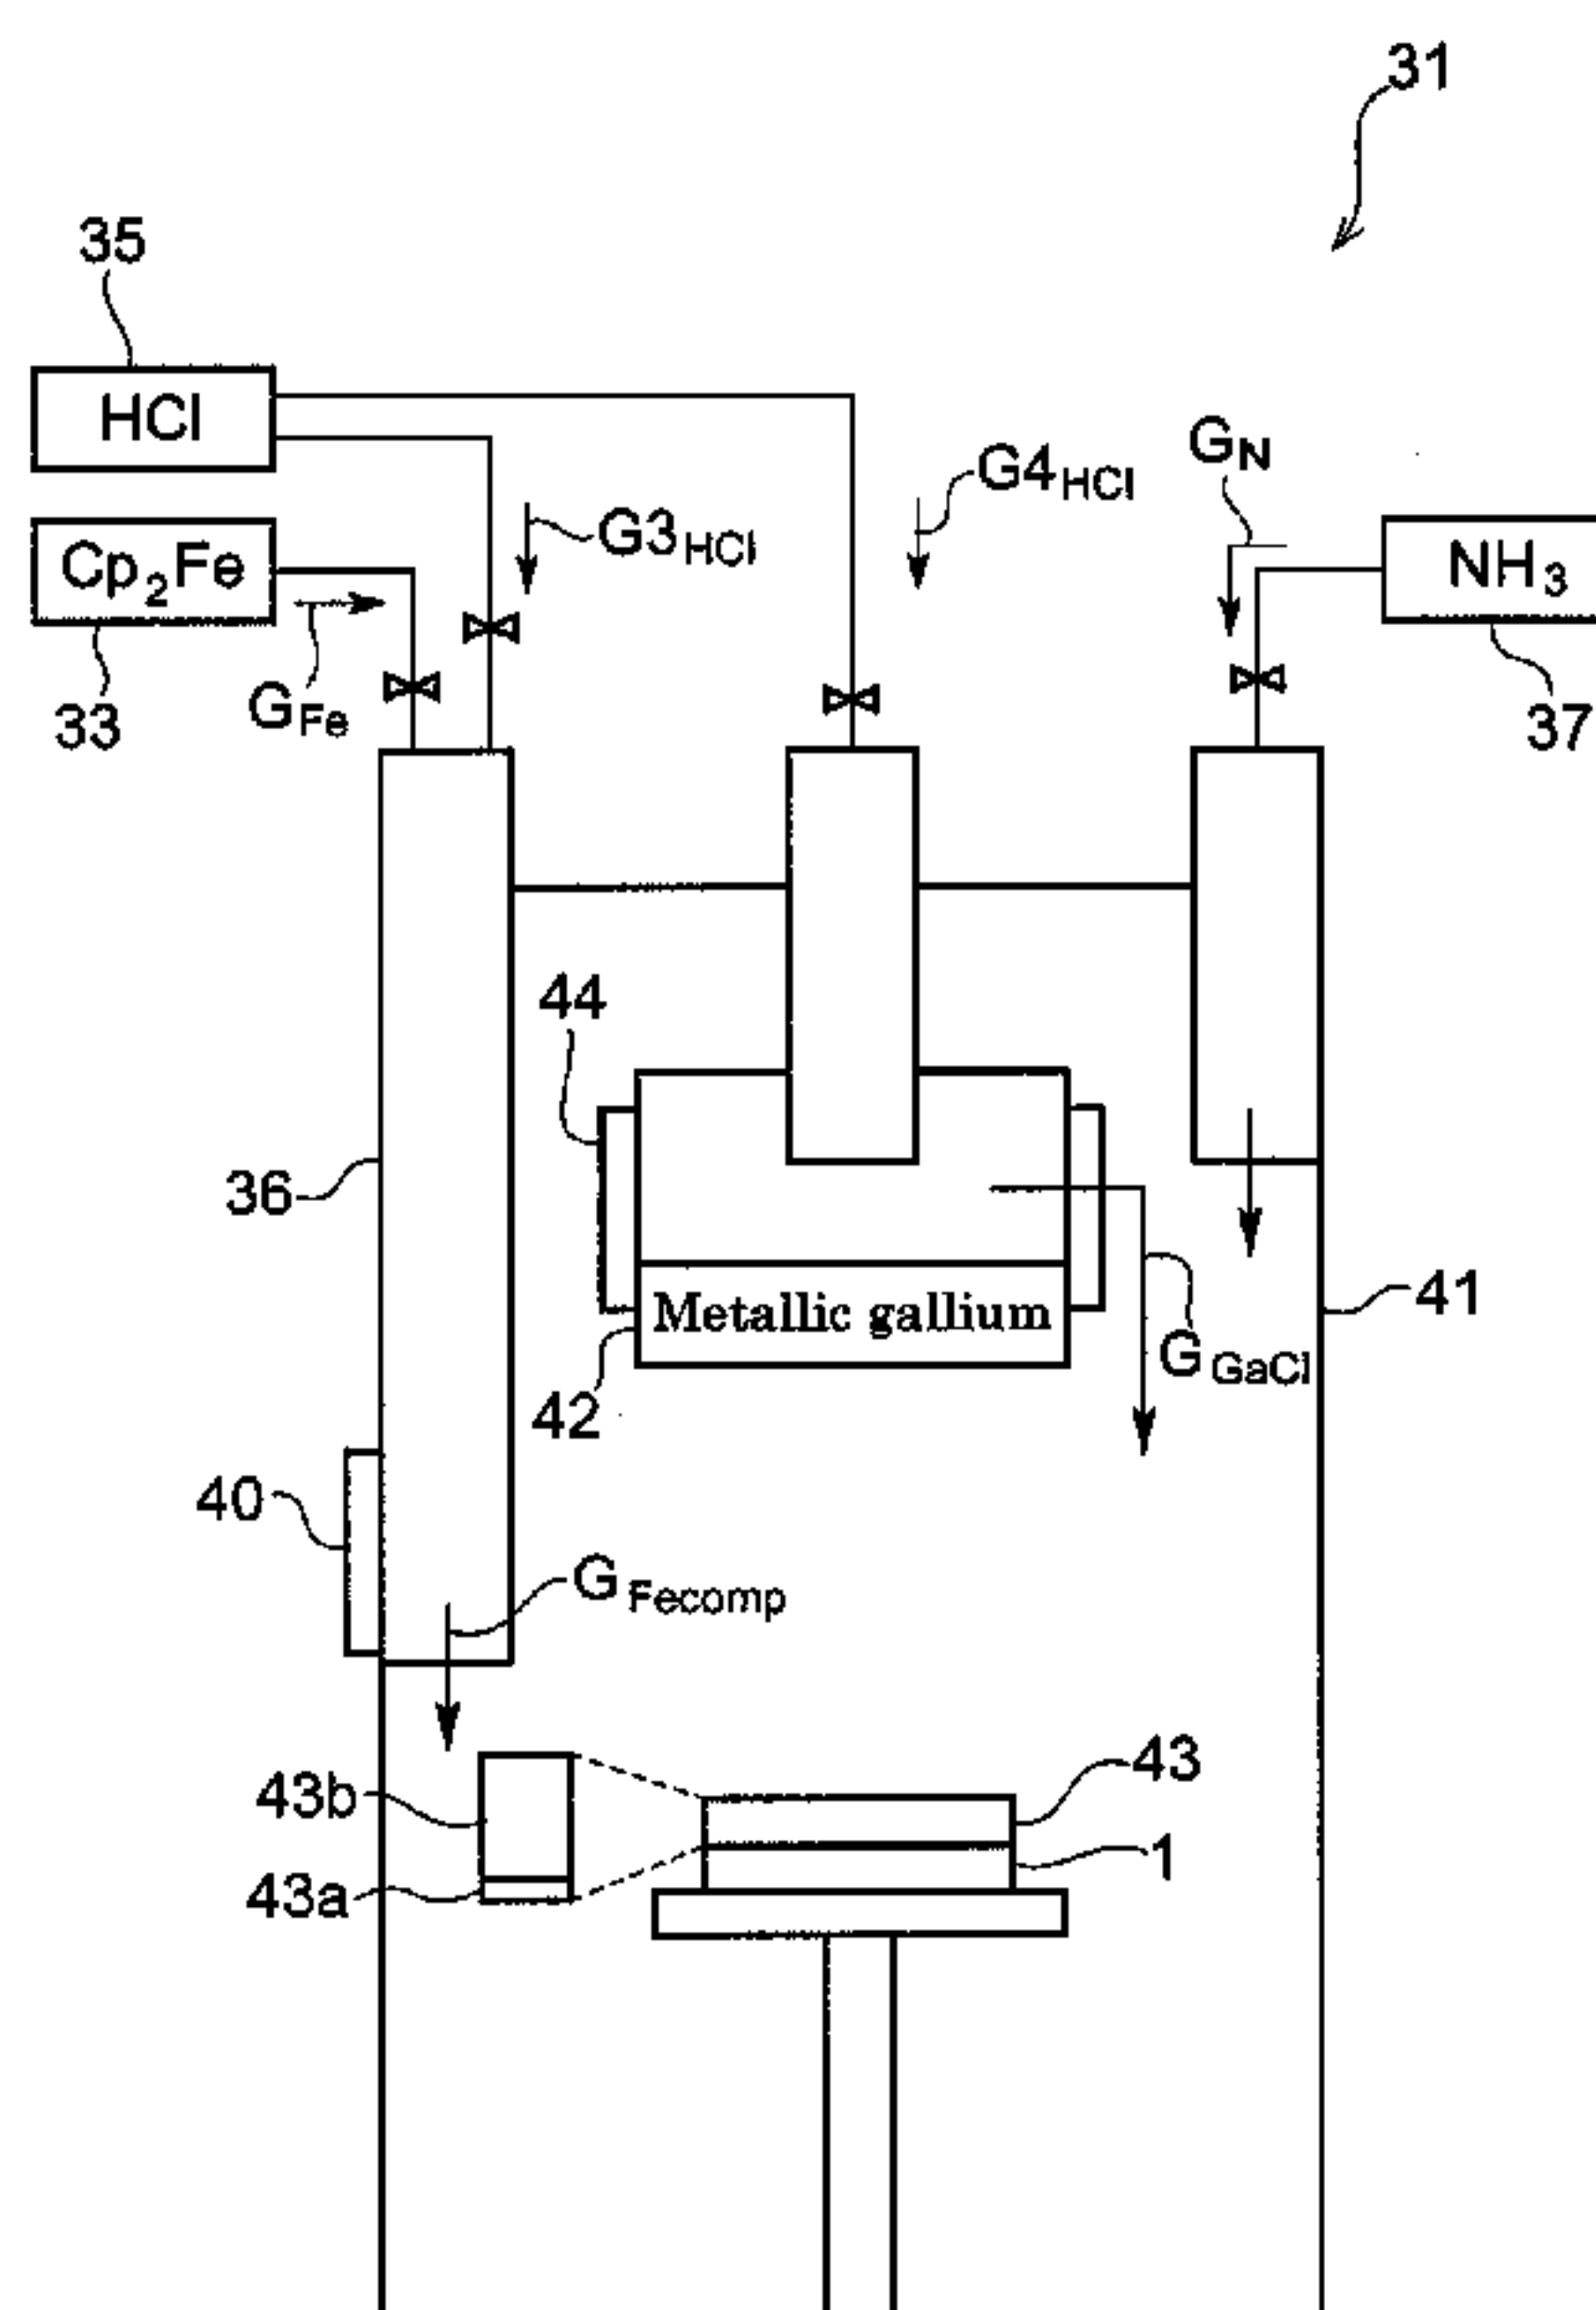 31
35
HCl
G4HCl
GN
G3HCl
Cp2Fe
NH3
GFe
33
37
44
36
41
Metallic gallium
GGaCl
42
40
GFecomp
43
43b
1
43a